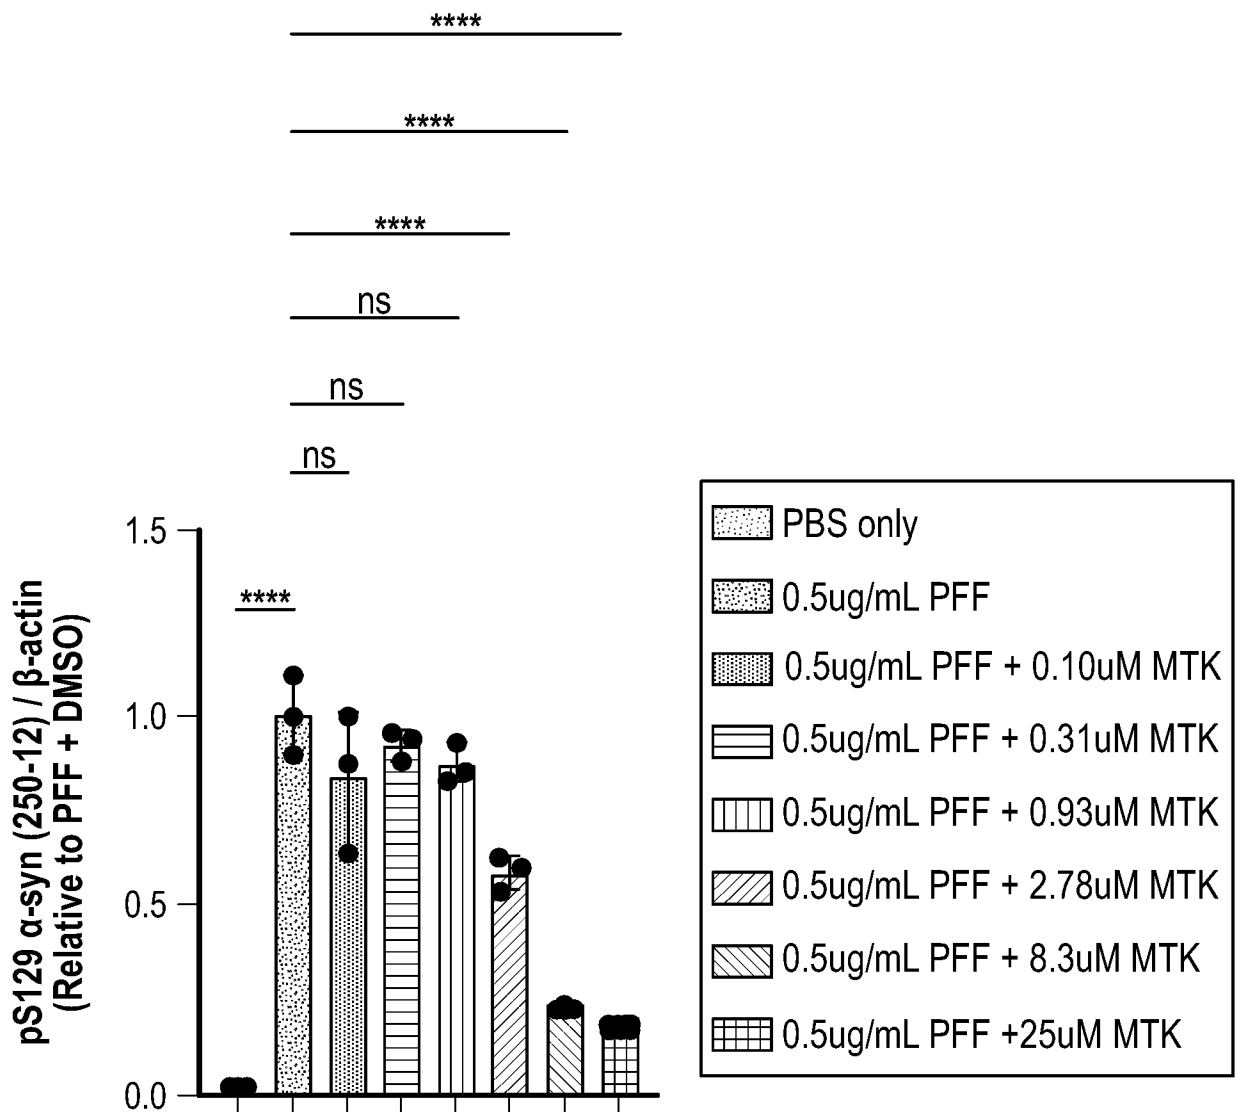 ****
****
****
ns
ns
ns
****
1.5
1.0
0.5
0.0
pS129 α-syn (250-12) / β-actin
(Relative to PFF + DMSO)
PBS only
0.5ug/mL PFF
0.5ug/mL PFF + 0.10uM MTK
0.5ug/mL PFF + 0.31uM MTK
0.5ug/mL PFF + 0.93uM MTK
0.5ug/mL PFF + 2.78uM MTK
0.5ug/mL PFF + 8.3uM MTK
0.5ug/mL PFF +25uM MTK